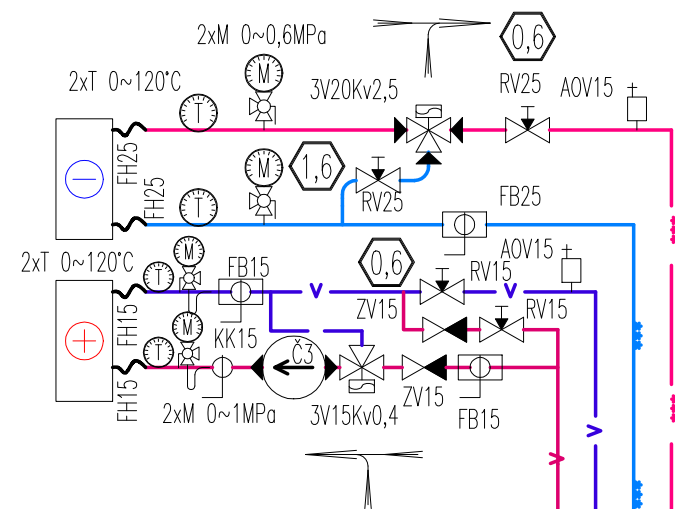 2xM 0~0,6MPa
0,6
2xT 0~120°C
M
3V20Kv2,5
RV25
AOV15
T
FH25
M
1,6
FH25
RV25
T
FB25
2xT 0~120°C
M
FB15
0,6
RV15
AOV15
T
ZV15
RV15
FH15
M
KK15
Č3
T
FH15
2xM 0~1MPa
3V15Kv0,4
ZV15
FB15